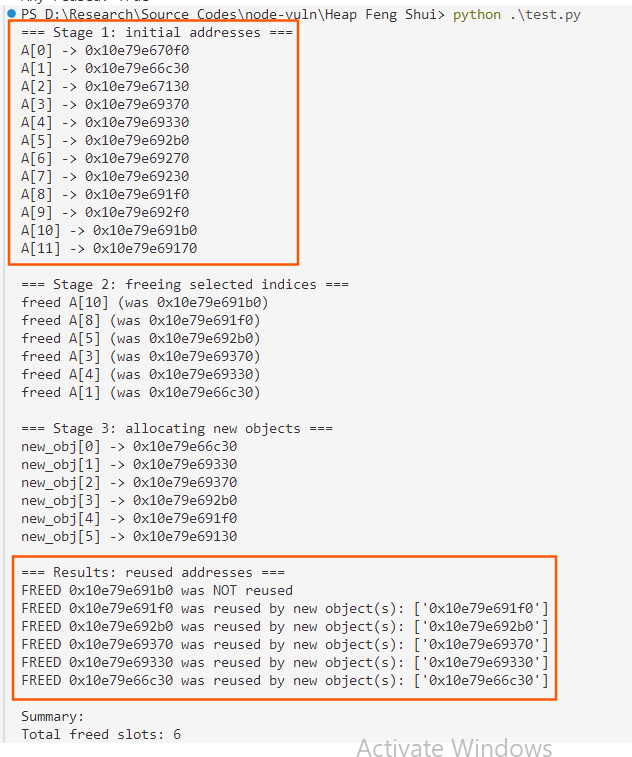 PS D:\Research\Source Codes\node-vuln\Heap Feng Shui> python .\test.py
=== Stage 1: initial addresses ===
A[0] -> 0x10e79e670f0
A[1] -> 0x10e79e66c30
A[2] -> 0x10e79e67130
A[3] -> 0x10e79e69370
A[4] -> 0x10e79e69330
A[5] -> 0x10e79e692b0
A[6] -> 0x10e79e69270
A[7] -> 0x10e79e69230
A[8] -> 0x10e79e691f0
A[9] -> 0x10e79e692f0
A[10] -> 0x10e79e691b0
A[11] -> 0x10e79e69170
=== Stage 2: freeing selected indices ===
freed A[10] (was 0x10e79e691b0)
freed A[8] (was 0x10e79e691f0)
freed A[5] (was 0x10e79e692b0)
freed A[3] (was 0x10e79e69370)
freed A[4] (was 0x10e79e69330)
freed A[1] (was 0x10e79e66c30)
=== Stage 3: allocating new objects ===
new_obj[0] -> 0x10e79e66c30
new_obj[1] -> 0x10e79e69330
new_obj[2] -> 0x10e79e69370
new_obj[3] -> 0x10e79e692b0
new_obj[4] -> 0x10e79e691f0
new_obj[5] -> 0x10e79e69130
=== Results: reused addresses ===
FREED 0x10e79e691b0 was NOT reused
FREED 0x10e79e691f0 was reused by new object(s): ['0x10e79e691f0']
FREED 0x10e79e692b0 was reused by new object(s): ['0x10e79e692b0']
FREED 0x10e79e69370 was reused by new object(s): ['0x10e79e69370']
FREED 0x10e79e69330 was reused by new object(s): ['0x10e79e69330']
FREED 0x10e79e66c30 was reused by new object(s): ['0x10e79e66c30']
Summary:
Total freed slots: 6
Activate Windows